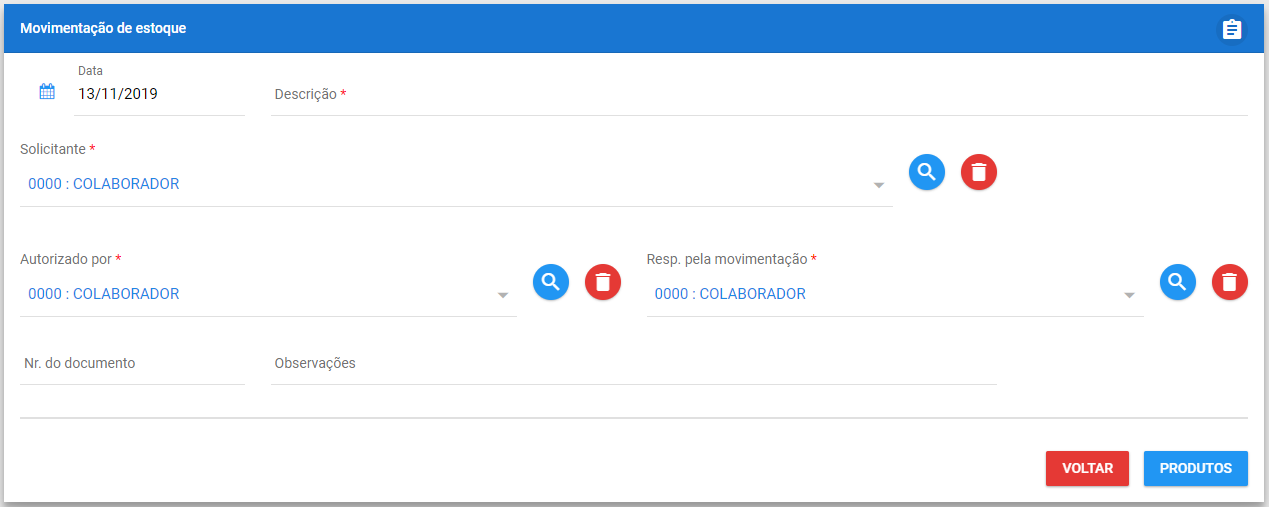 Movimentação de estoque
Data
13/11/2019
Descrição *
Solicitante *
0000 : COLABORADOR
Autorizado por *
0000 : COLABORADOR
Resp. pela movimentação *
0000 : COLABORADOR
Nr. do documento
Observações
VOLTAR
PRODUTOS